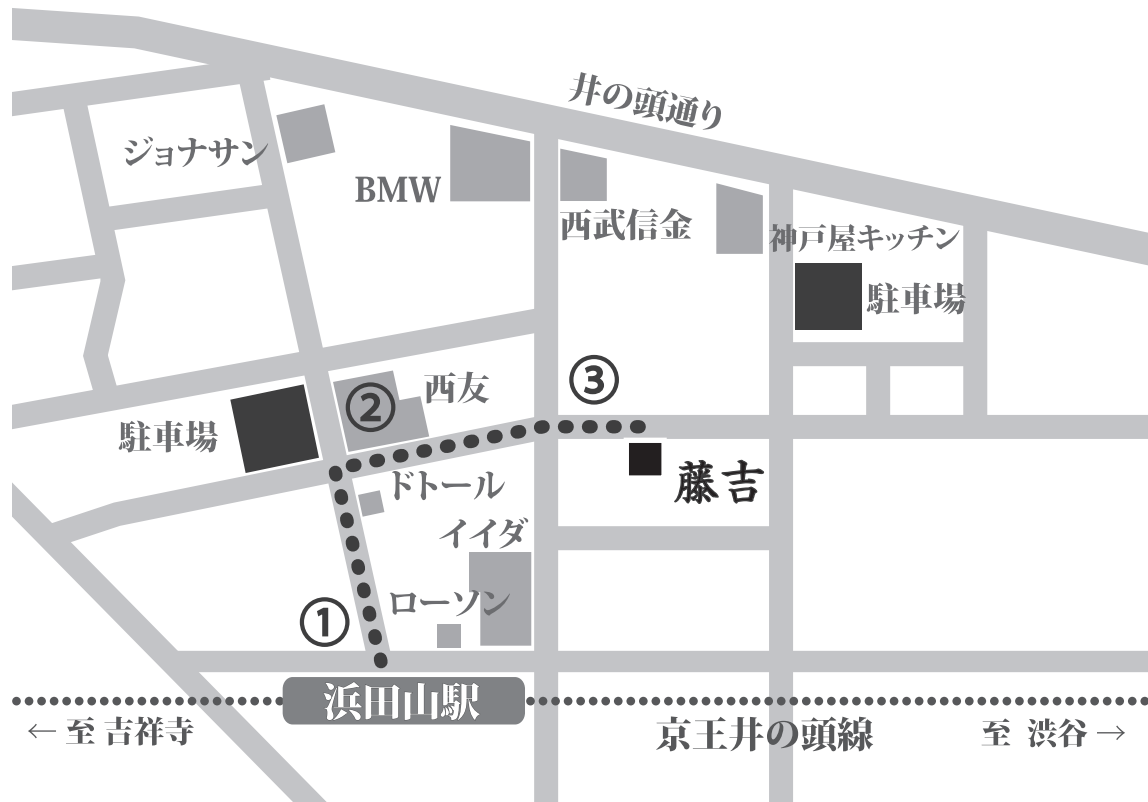 井の頭通り
ジョナサン
BMW
西武信金
神戸屋キッチン
駐車場
③
西友
②
駐車場
ドトール
藤吉
イイダ
ローソン
①
浜田山駅
← 至 吉祥寺
京王井の頭線
至 渋谷 →